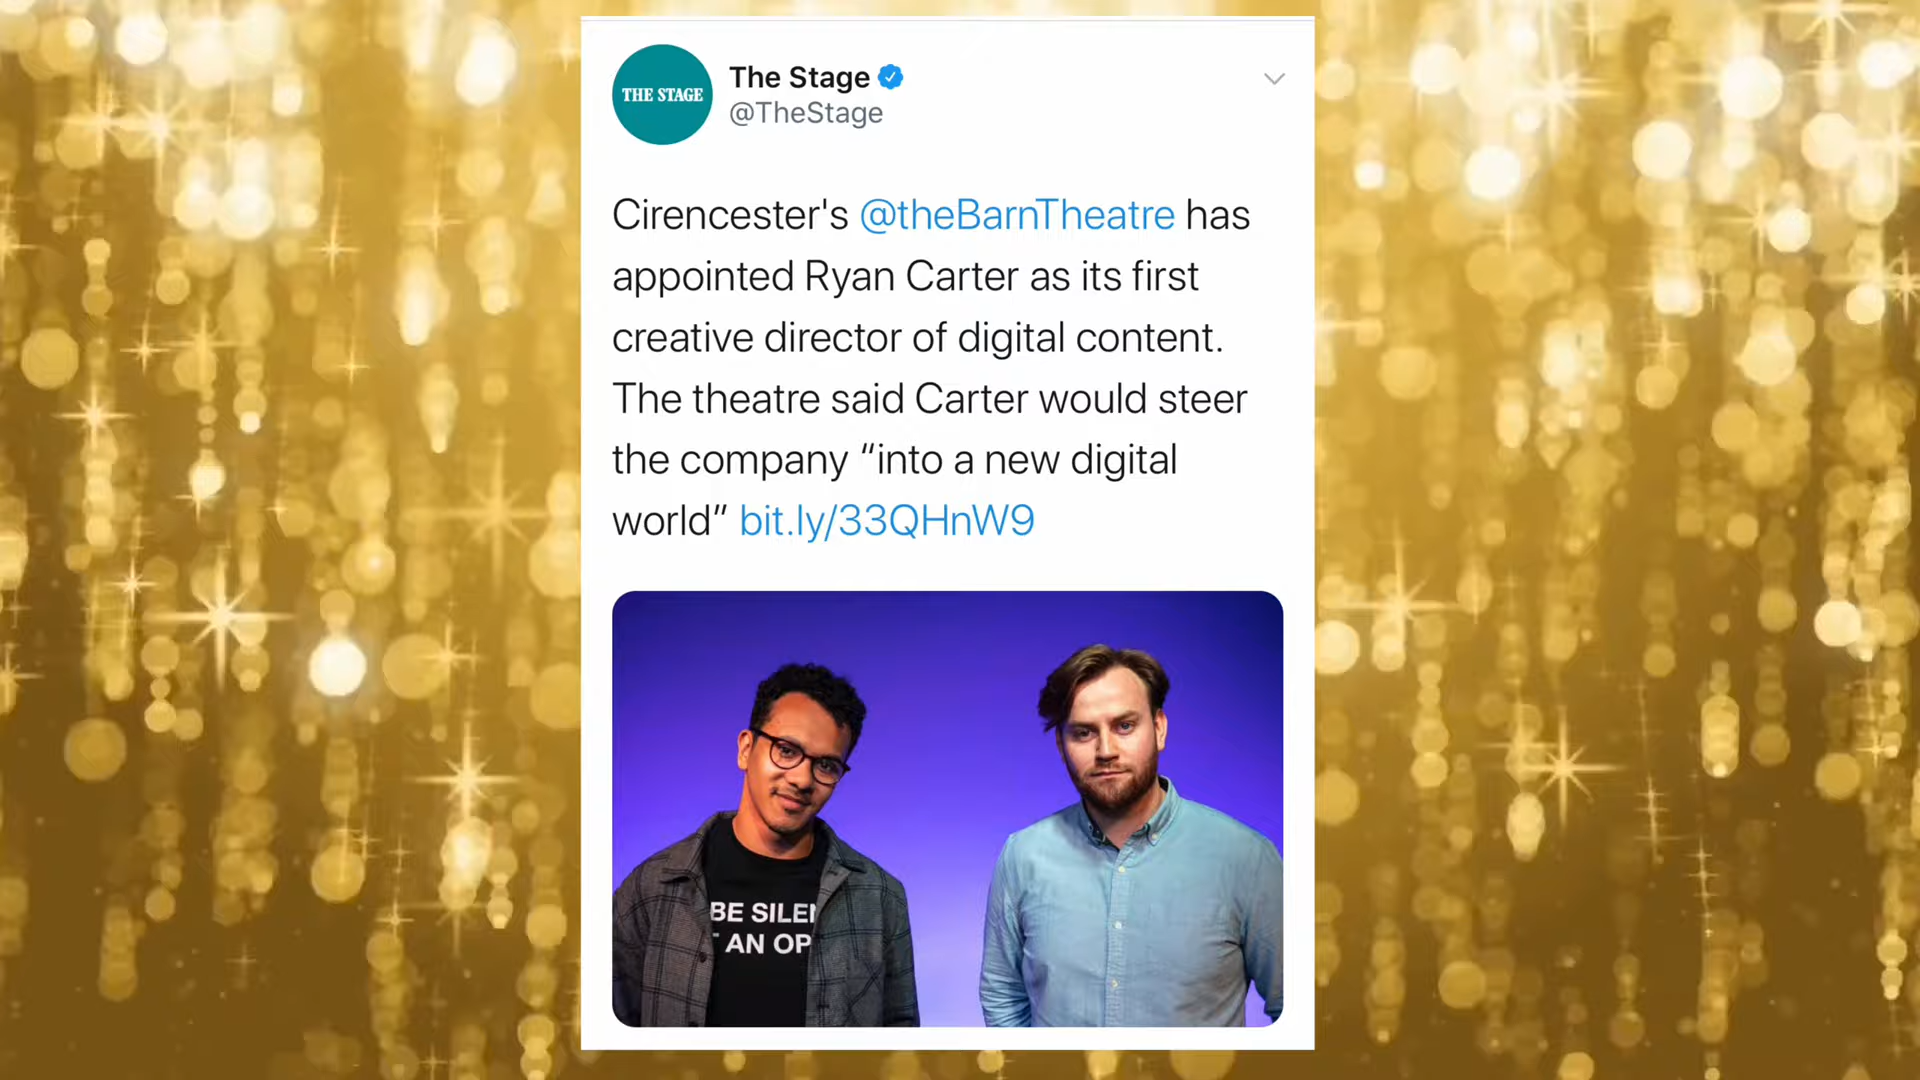 THE STAGE
The Stage
@TheStage
Cirencester's @theBarnTheatre has
appointed Ryan Carter as its first
creative director of digital content.
The theatre said Carter would steer
the company “into a new digital
world” bit.ly/33QHnW9
BE SILE
AN OP